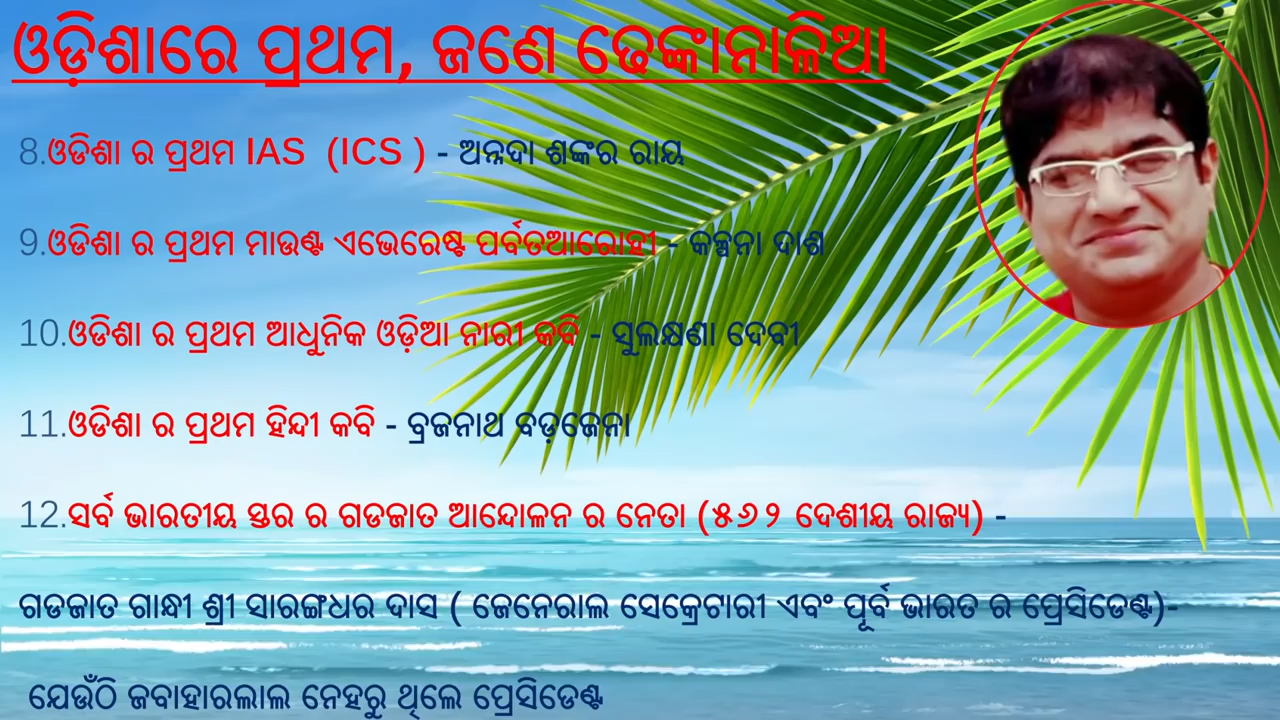 ଓଡ଼ିଶାରେ ପ୍ରଥମ, ଜଣେ ଢେଙ୍କାନାଳିଆ
8.ଓଡିଶା ର ପ୍ରଥମ IAS (ICS ) - ଅନ୍ନଦା ଶଙ୍କର ରାୟ
9.ଓଡିଶା ର ପ୍ରଥମ ମାଉଣ୍ଟ ଏଭେରେଷ୍ଟ ପର୍ବତଆରୋହୀ - କଳ୍ପନା ଦାଶ
10.ଓଡିଶା ର ପ୍ରଥମ ଆଧୁନିକ ଓଡ଼ିଆ ନାରୀ କବି - ସୁଲକ୍ଷଣା ଦେବୀ
11.ଓଡିଶା ର ପ୍ରଥମ ହିନ୍ଦୀ କବି - ବ୍ରଜନାଥ ବଡ଼ଜେନା
12.ସର୍ବ ଭାରତୀୟ ସ୍ତର ର ଗଡଜାତ ଆନ୍ଦୋଳନ ର ନେତା (୫୬୨ ଦେଶୀୟ ରାଜ୍ୟ) -
ଗଡଜାତ ଗାନ୍ଧୀ ଶ୍ରୀ ସାରଙ୍ଗଧର ଦାସ ( ଜେନେରାଲ ସେକ୍ରେଟାରୀ ଏବଂ ପୂର୍ବ ଭାରତ ର ପ୍ରେସିଡେଣ୍ଟ)-
ଯେଉଁଠି ଜବାହାରଲାଲ ନେହରୁ ଥିଲେ ପ୍ରେସିଡେଣ୍ଟ